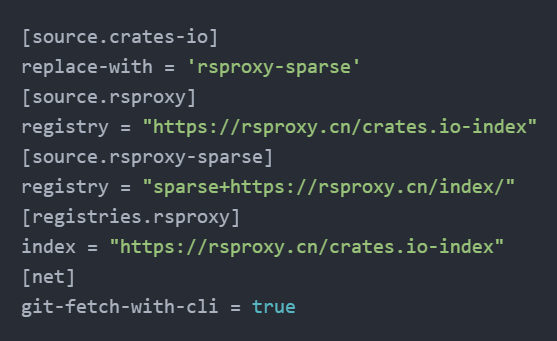 [source.crates-io]
replace-with = 'rsproxy-sparse'
[source.rsproxy]
registry = "https://rsproxy.cn/crates.io-index"
[source.rsproxy-sparse]
registry = "sparse+https://rsproxy.cn/index/"
[registries.rsproxy]
index = "https://rsproxy.cn/crates.io-index"
[net]
git-fetch-with-cli = true